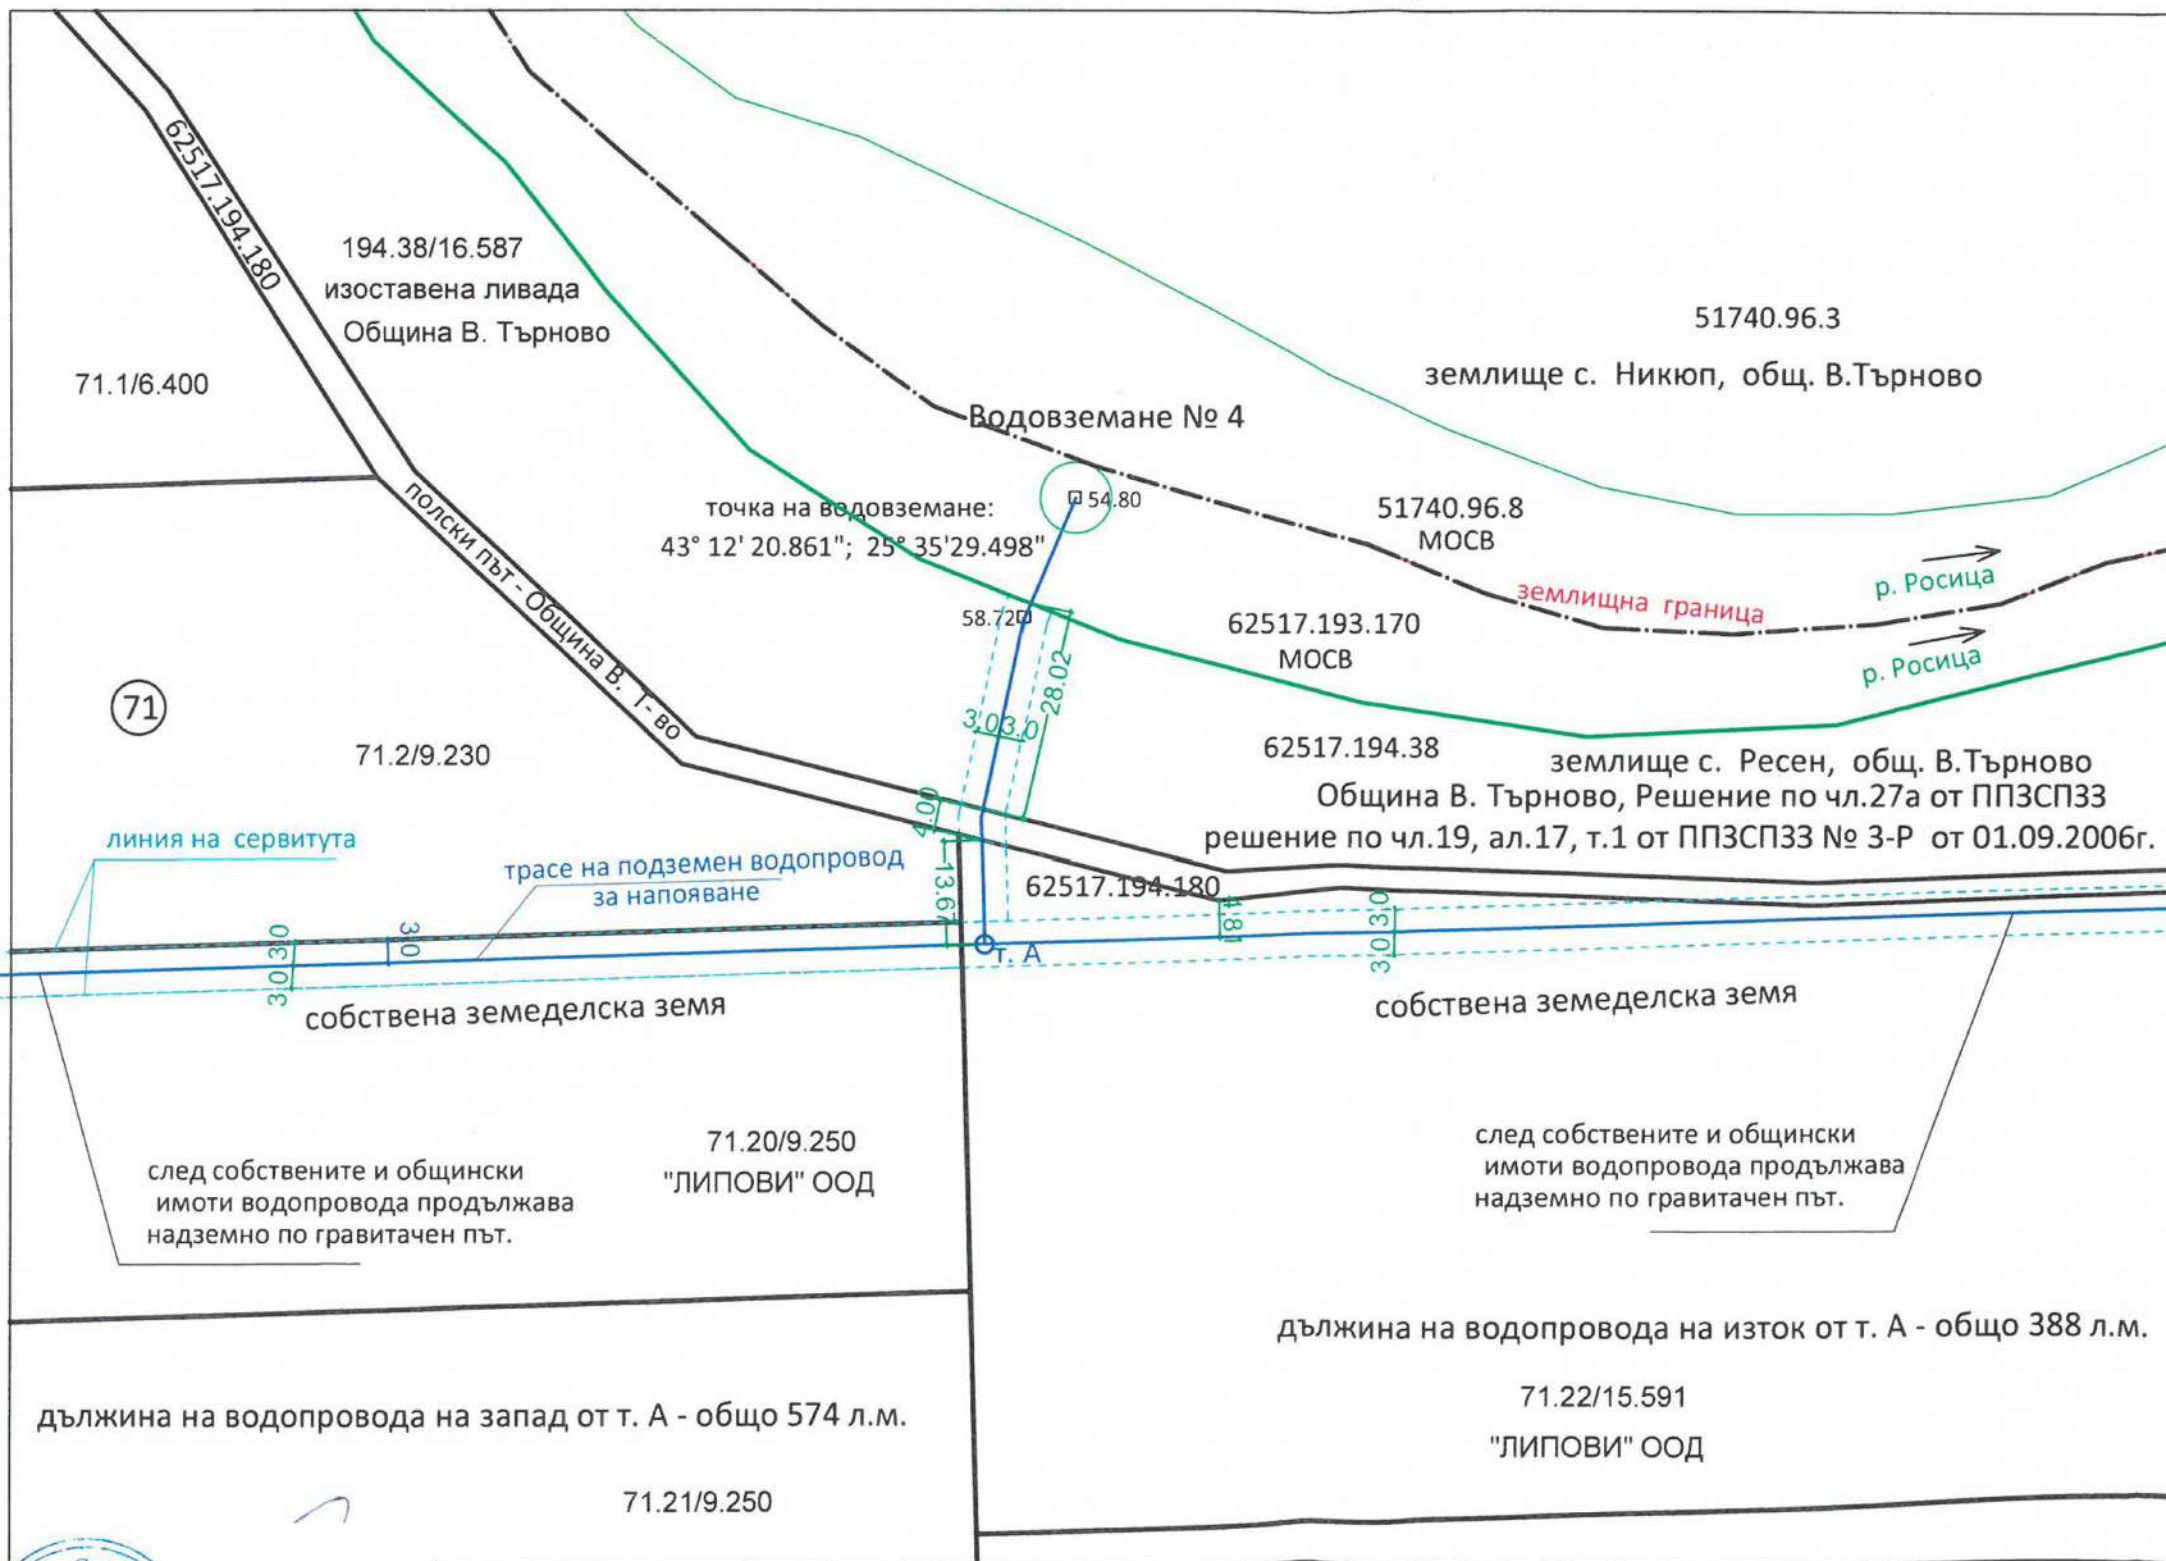 62517.194.180
194.38/16.587
изоставена ливада
Община В. Търново
71.1/6.400
51740.96.3
землище с. Никюп, общ. В.Търново
Водовземане № 4
54.80
точка на водовземане:
43° 12' 20.861"; 25° 35'29.498"
51740.96.8
МОСВ
землищна граница
р. Росица
р. Росица
полски път - Община В. Т-во
58.72
62517.193.170
МОСВ
28.02
3.0
3.0
71
71.2/9.230
62517.194.38
землище с. Ресен, общ. В.Търново
Община В. Търново, Решение по чл.27а от ППЗСПЗЗ
решение по чл.19, ал.17, т.1 от ППЗСПЗЗ № 3-Р от 01.09.2006г.
4.00
линия на сервитута
трасе на подземен водопровод
за напояване
13.67
62517.194.180
4.81
3.0
3.0
3.0
3.0
3.0
т. А
собствена земеделска земя
собствена земеделска земя
71.20/9.250
"ЛИПОВИ" ООД
след собствените и общински
имоти водопровода продължава
надземно по гравитачен път.
след собствените и общински
имоти водопровода продължава
надземно по гравитачен път.
дължина на водопровода на изток от т. А - общо 388 л.м.
71.22/15.591
"ЛИПОВИ" ООД
дължина на водопровода на запад от т. А - общо 574 л.м.
71.21/9.250